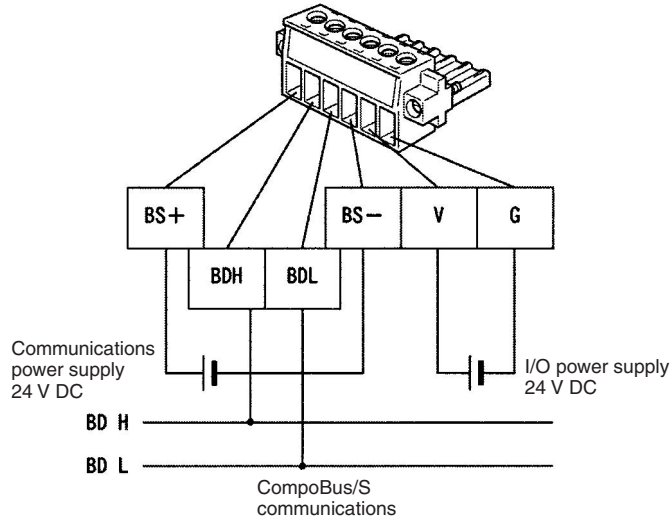 BS+
BS−
V
G
BDH
BDL
Communications
power supply
24 V DC
I/O power supply
24 V DC
BD H
BD L
CompoBus/S
communications